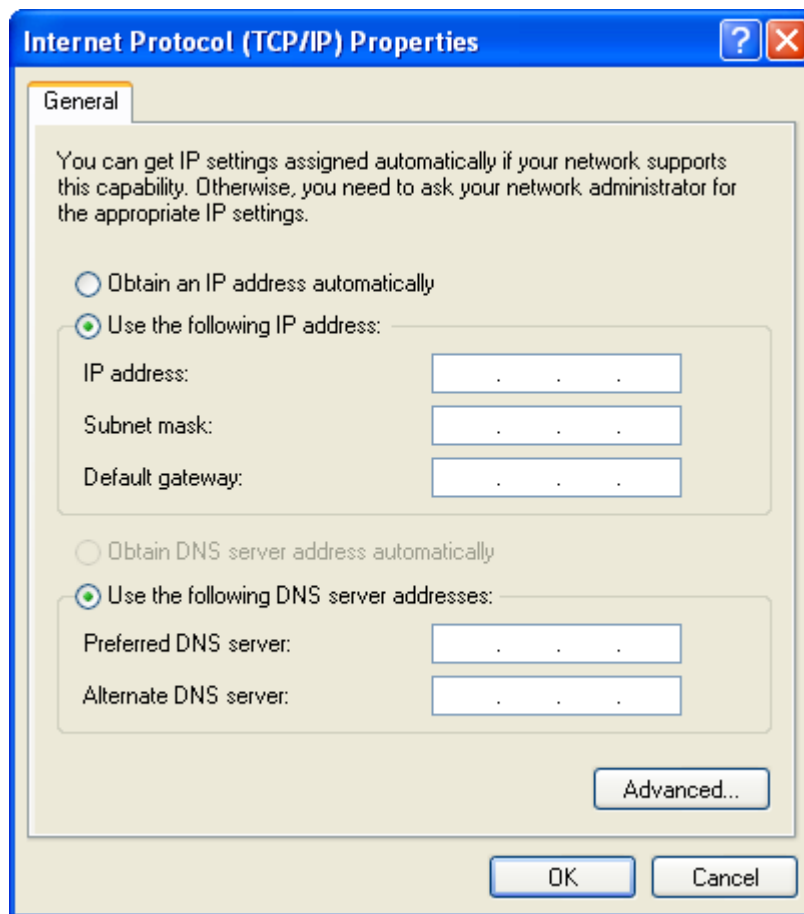 Internet Protocol (TCP/IP) Properties
General
You can get IP settings assigned automatically if your network supports
this capability. Otherwise, you need to ask your network administrator for
the appropriate IP settings.
Obtain an IP address automatically
Use the following IP address:
IP address: . . .
Subnet mask: . . .
Default gateway: . . .
Obtain DNS server address automatically
Use the following DNS server addresses:
Preferred DNS server: . . .
Alternate DNS server: . . .
Advanced...
OK Cancel